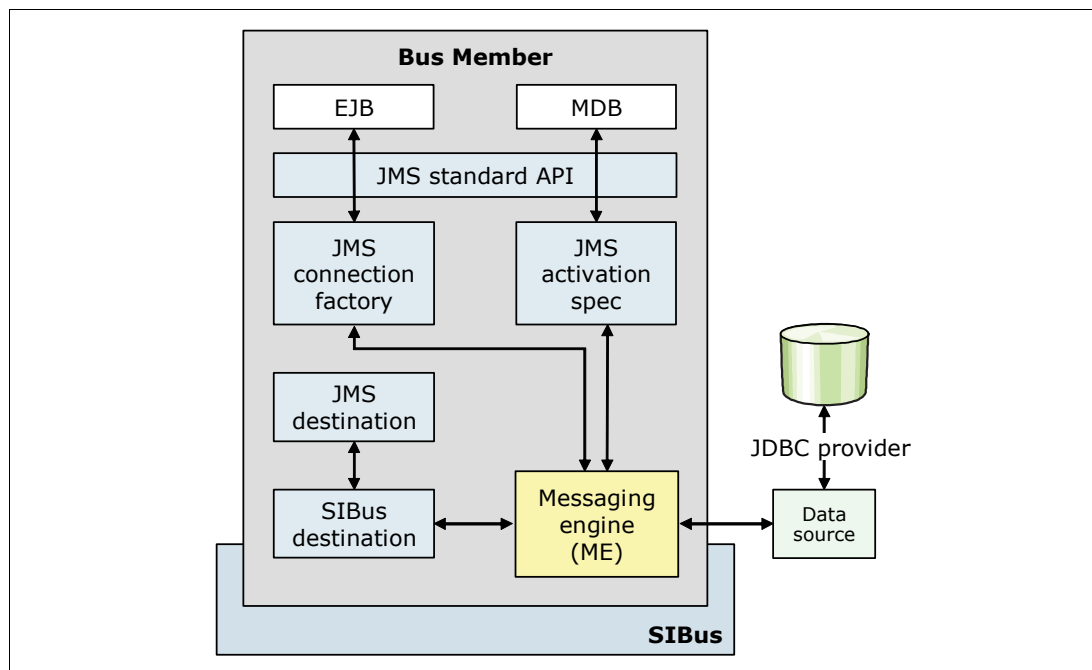 Bus Member
EJB
MDB
JMS standard API
JMS
connection
factory
JMS
activation
spec
JMS
destination
JDBC provider
SIBus
destination
Messaging
engine
(ME)
Data
source
SIBus